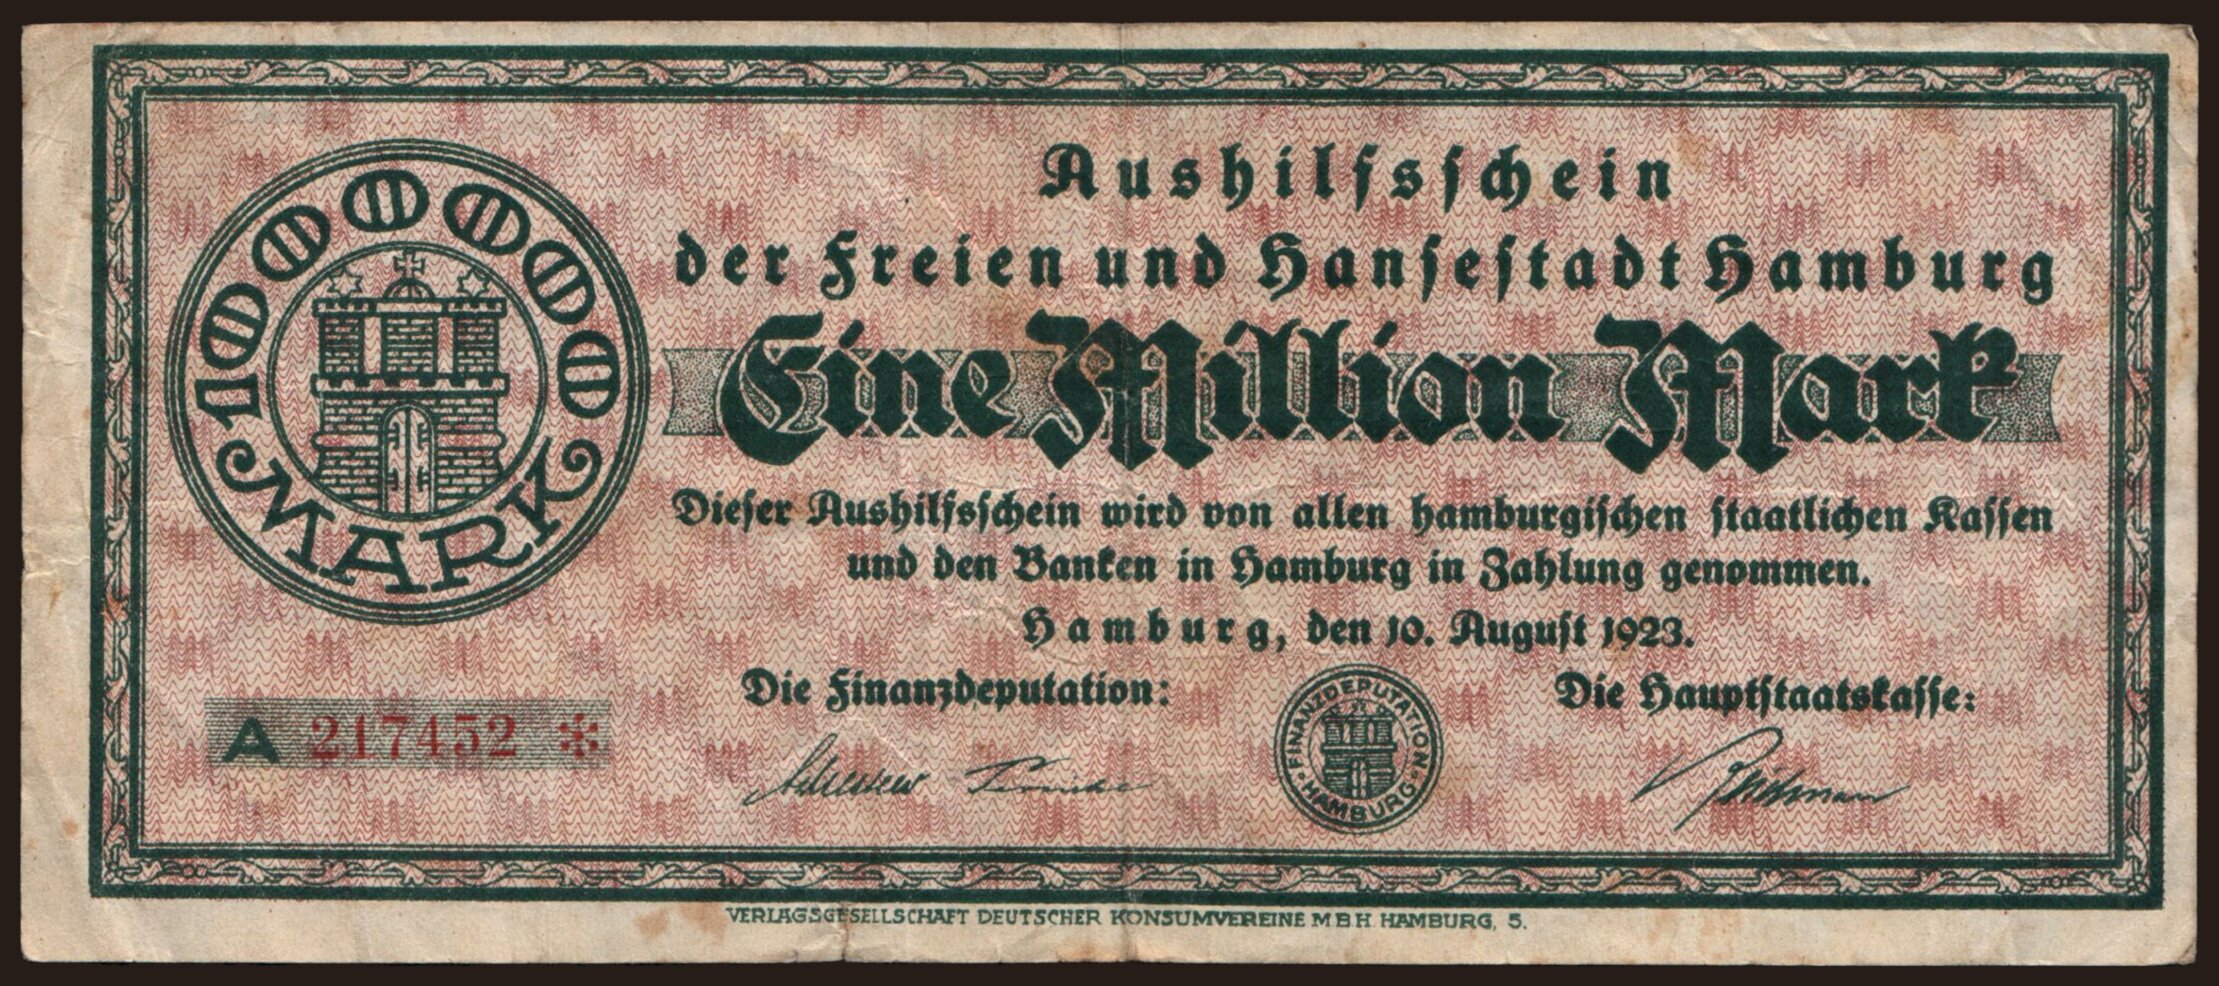 1000000
MARK
Aushilfsschein
der Freien und Hansestadt Hamburg
Eine Million Mark
Dieser Aushilfsschein wird von allen hamburgischen staatlichen Kassen
und den Banken in Hamburg in Zahlung genommen.
Hamburg, den 10. August 1923.
Die Finanzdeputation:
Die Hauptstaatskasse:
FINANZDEPUTATION
HAMBURG
A 217452 *
VERLAGSGESELLSCHAFT DEUTSCHER KONSUMVEREINE M.B.H. HAMBURG, 5.